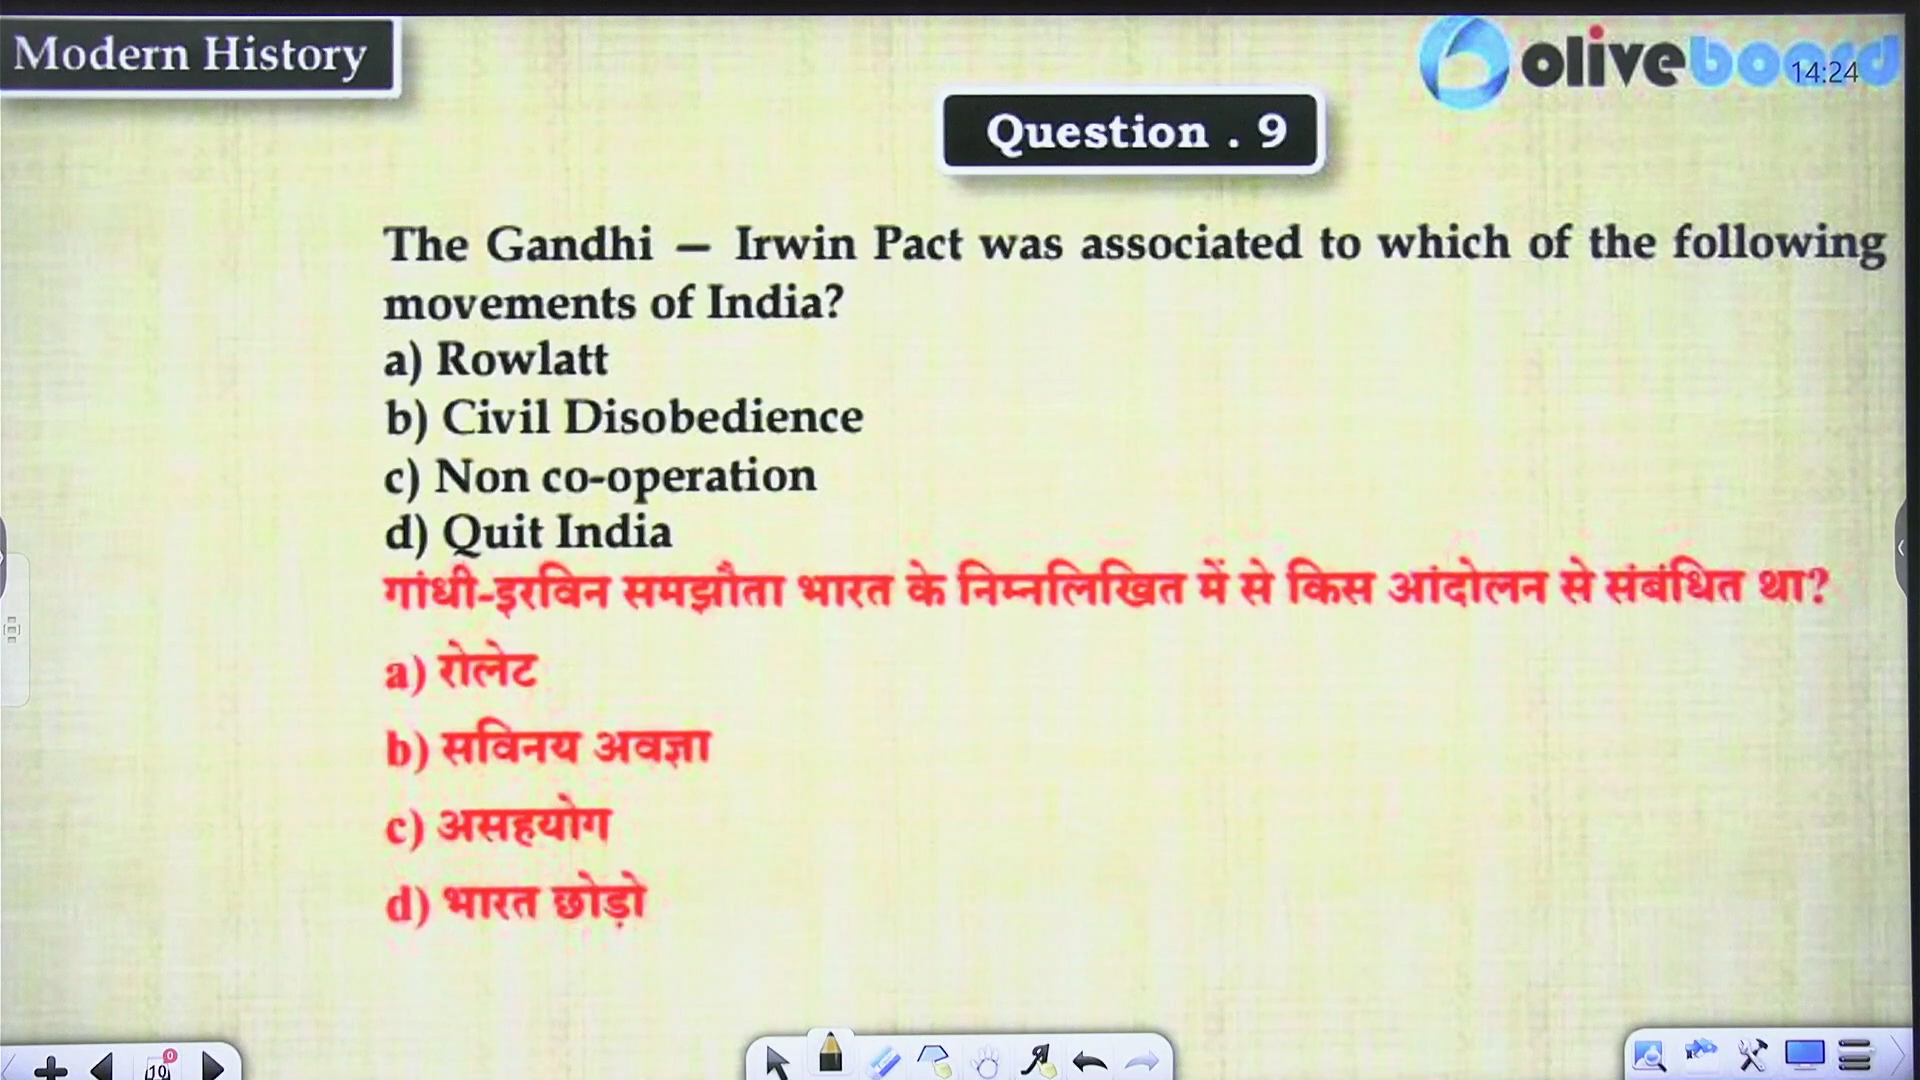 Modern History
oliveboard
14:24
Question . 9
The Gandhi – Irwin Pact was associated to which of the following
movements of India?
a) Rowlatt
b) Civil Disobedience
c) Non co-operation
d) Quit India
गांधी-इरविन समझौता भारत के निम्नलिखित में से किस आंदोलन से संबंधित था?
a) रोलेट
b) सविनय अवज्ञा
c) असहयोग
d) भारत छोड़ो
10
0